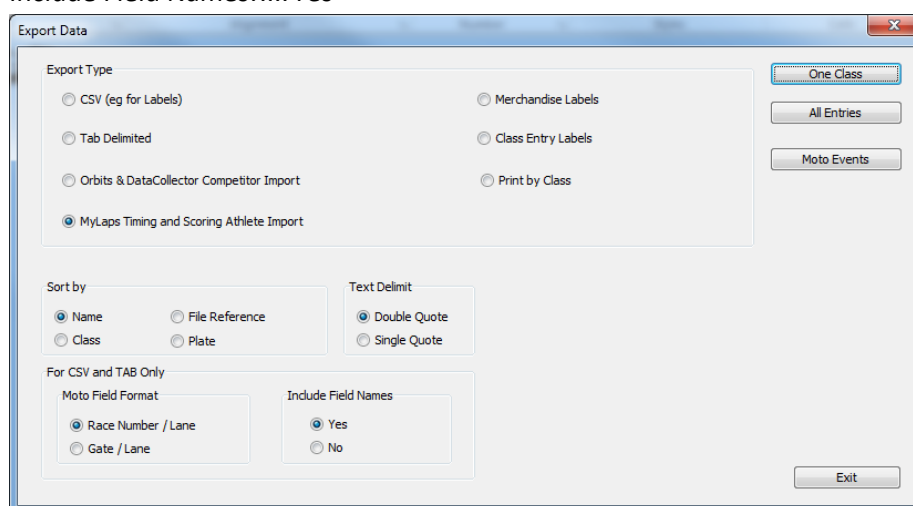 Export Data
Export Type
CSV (eg for Labels)
Merchandise Labels
Tab Delimited
Class Entry Labels
Orbits & DataCollector Competitor Import
Print by Class
MyLaps Timing and Scoring Athlete Import
One Class
All Entries
Moto Events
Sort by
Name
File Reference
Class
Plate
Text Delimit
Double Quote
Single Quote
For CSV and TAB Only
Moto Field Format
Race Number / Lane
Gate / Lane
Include Field Names
Yes
No
Exit